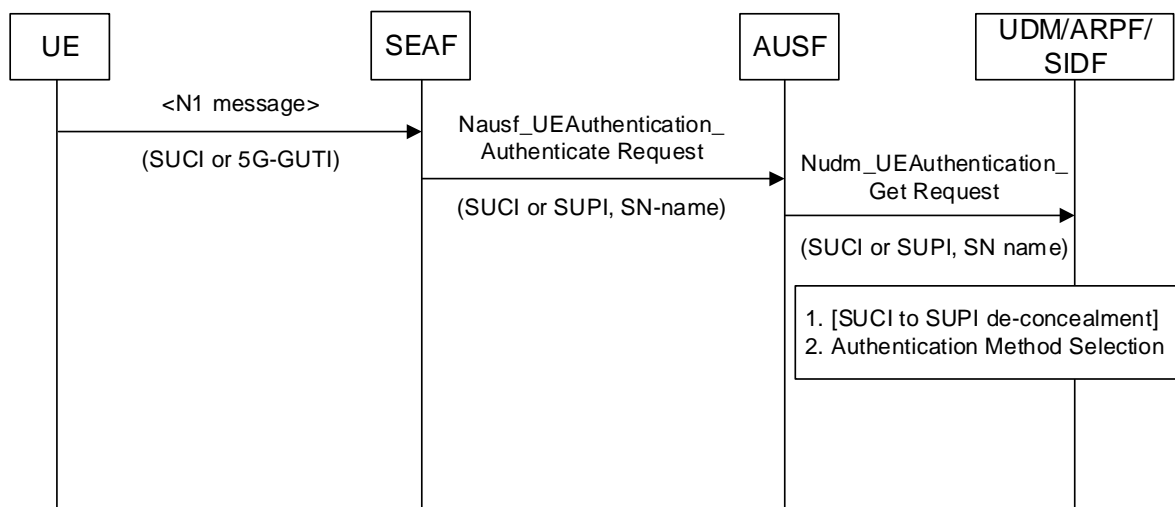 UE
SEAF
AUSF
UDM/ARPF/
SIDF
<N1 message>
(SUCI or 5G-GUTI)
Nausf_UEAuthentication_
Authenticate Request
(SUCI or SUPI, SN-name)
Nudm_UEAuthentication_
Get Request
(SUCI or SUPI, SN name)
1. [SUCI to SUPI de-concealment]
2. Authentication Method Selection